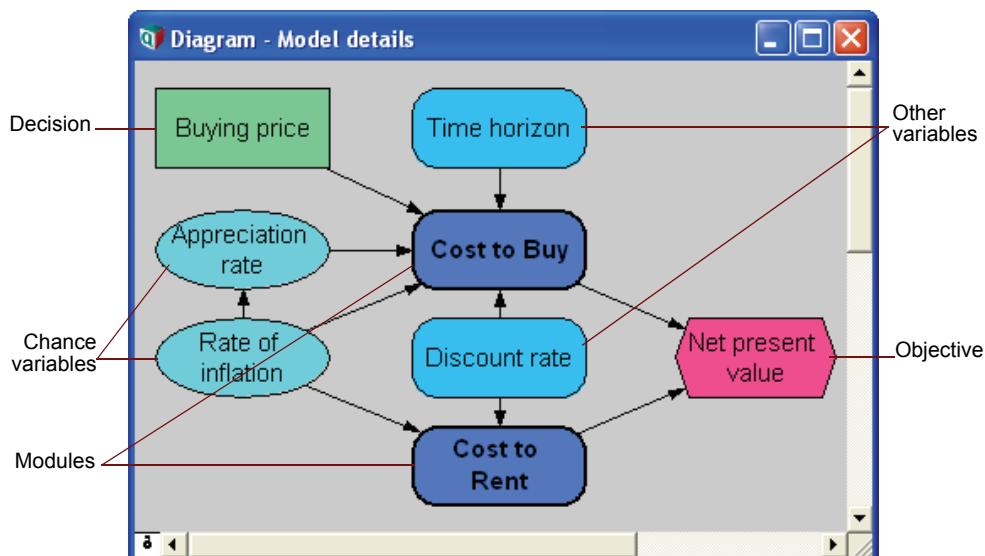 Diagram - Model details
Decision
Buying price
Time horizon
Other
variables
Appreciation
rate
Cost to Buy
Chance
variables
Rate of
inflation
Discount rate
Net present
value
Objective
Modules
Cost to
Rent